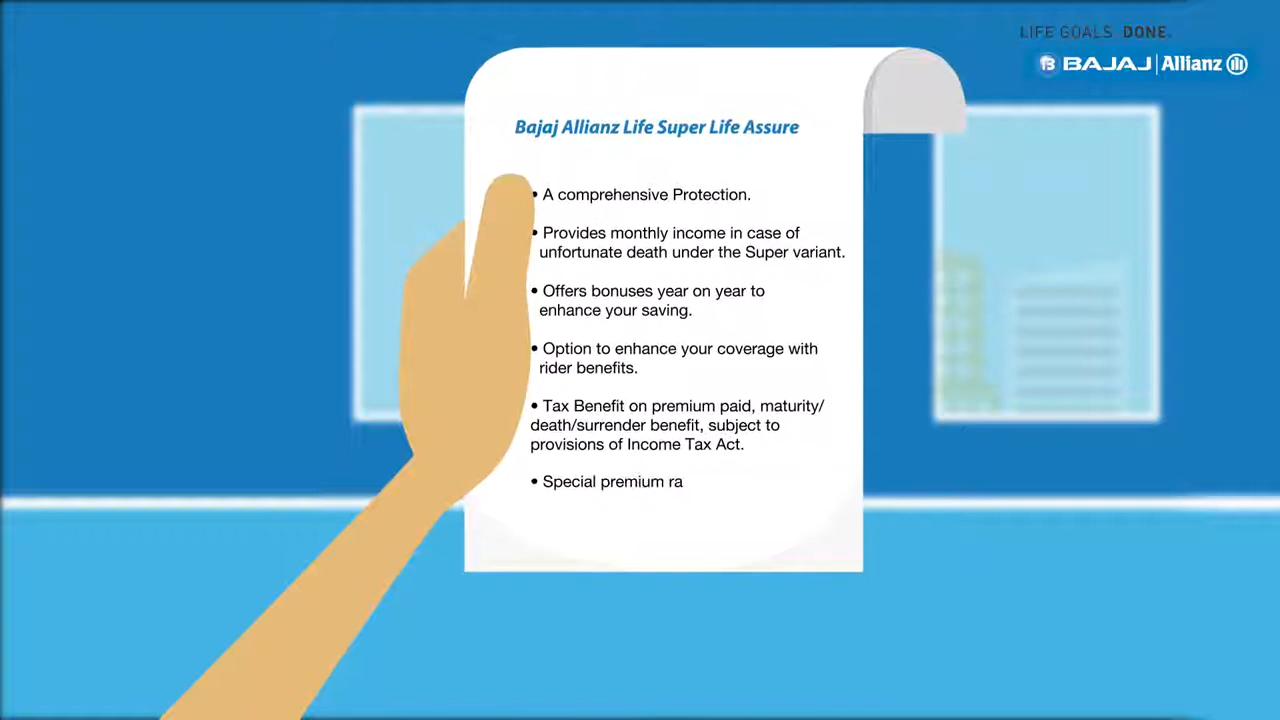 LIFE GOALS. DONE.
BAJAJ | Allianz
Bajaj Allianz Life Super Life Assure
• A comprehensive Protection.
• Provides monthly income in case of
unfortunate death under the Super variant.
• Offers bonuses year on year to
enhance your saving.
• Option to enhance your coverage with
rider benefits.
• Tax Benefit on premium paid, maturity/
death/surrender benefit, subject to
provisions of Income Tax Act.
• Special premium ra